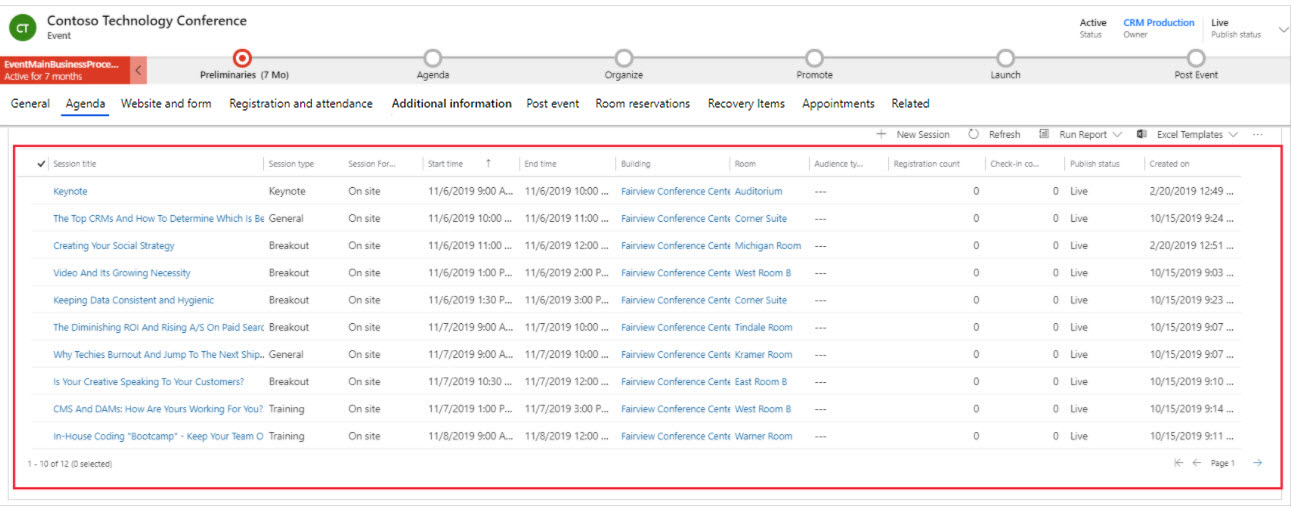 CT Contoso Technology Conference Active CRM Production Live
Event Status Owner Publish status
EventMainBusinessProce...
Active for 7 months
Preliminaries (7 Mo) Agenda Organize Promote Launch Post Event
General Agenda Website and form Registration and attendance Additional information Post event Room reservations Recovery Items Appointments Related
New Session Refresh Run Report Excel Templates ...
Session title Session type Session For... Start time End time Building Room Audience ty... Registration count Check-in co... Publish status Created on
Keynote Keynote On site 11/6/2019 9:00 A... 11/6/2019 10:00 ... Fairview Conference Cente Auditorium --- 0 0 Live 2/20/2019 12:49 ...
The Top CRMs And How To Determine Which Is Be General On site 11/6/2019 10:00 ... 11/6/2019 11:00 ... Fairview Conference Cente Corner Suite --- 0 0 Live 10/15/2019 9:24 ...
Creating Your Social Strategy Breakout On site 11/6/2019 11:00 ... 11/6/2019 12:00 ... Fairview Conference Cente Michigan Room --- 0 0 Live 2/20/2019 12:51 ...
Video And Its Growing Necessity Breakout On site 11/6/2019 1:00 P... 11/6/2019 2:00 P... Fairview Conference Cente West Room B --- 0 0 Live 10/15/2019 9:03 ...
Keeping Data Consistent and Hygienic Breakout On site 11/6/2019 1:30 P... 11/6/2019 3:00 P... Fairview Conference Cente Corner Suite --- 0 0 Live 10/15/2019 9:23 ...
The Diminishing ROI And Rising A/S On Paid Searc Breakout On site 11/7/2019 9:00 A... 11/7/2019 10:00 ... Fairview Conference Cente Tindale Room --- 0 0 Live 10/15/2019 9:07 ...
Why Techies Burnout And Jump To The Next Ship.. General On site 11/7/2019 9:00 A... 11/7/2019 10:00 ... Fairview Conference Cente Kramer Room --- 0 0 Live 10/15/2019 9:07 ...
Is Your Creative Speaking To Your Customers? Breakout On site 11/7/2019 10:30 ... 11/7/2019 12:00 ... Fairview Conference Cente East Room B --- 0 0 Live 10/15/2019 9:10 ...
CMS And DAMs: How Are Yours Working For You? Training On site 11/7/2019 1:00 P... 11/7/2019 3:00 P... Fairview Conference Cente West Room B --- 0 0 Live 10/15/2019 9:14 ...
In-House Coding "Bootcamp" - Keep Your Team O Training On site 11/8/2019 9:00 A... 11/8/2019 12:00 ... Fairview Conference Cente Warner Room --- 0 0 Live 10/15/2019 9:11 ...
1 - 10 of 12 (0 selected) Page 1